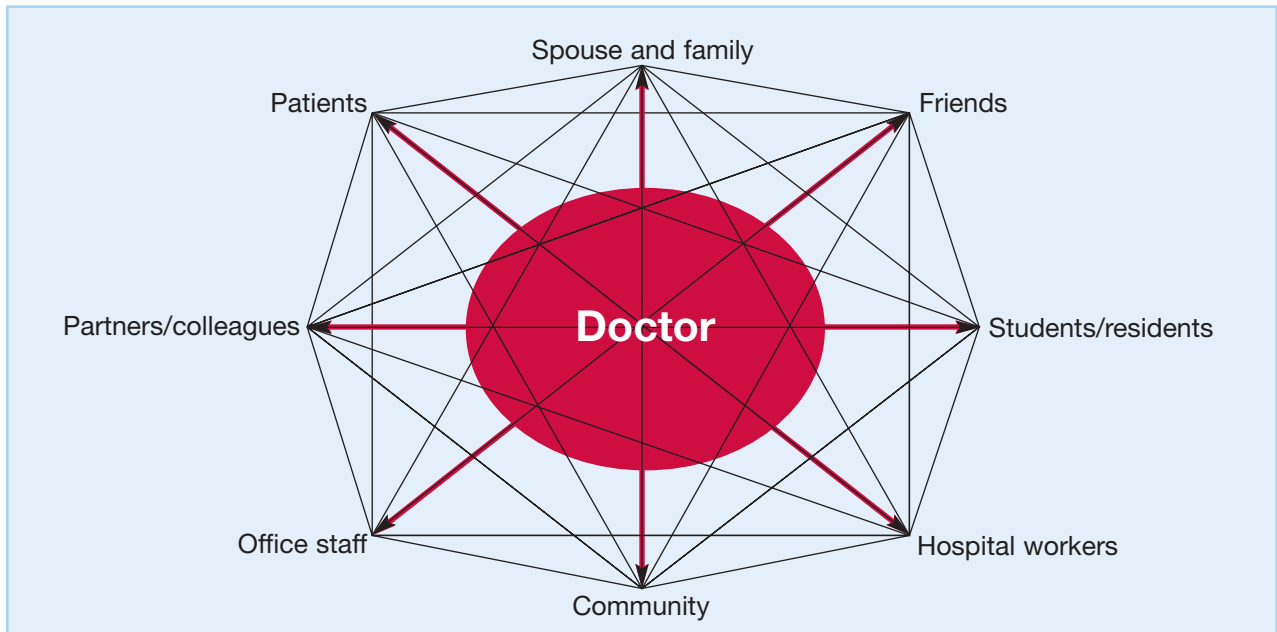 Spouse and family
Patients
Friends
Partners/colleagues
Doctor
Students/residents
Office staff
Hospital workers
Community